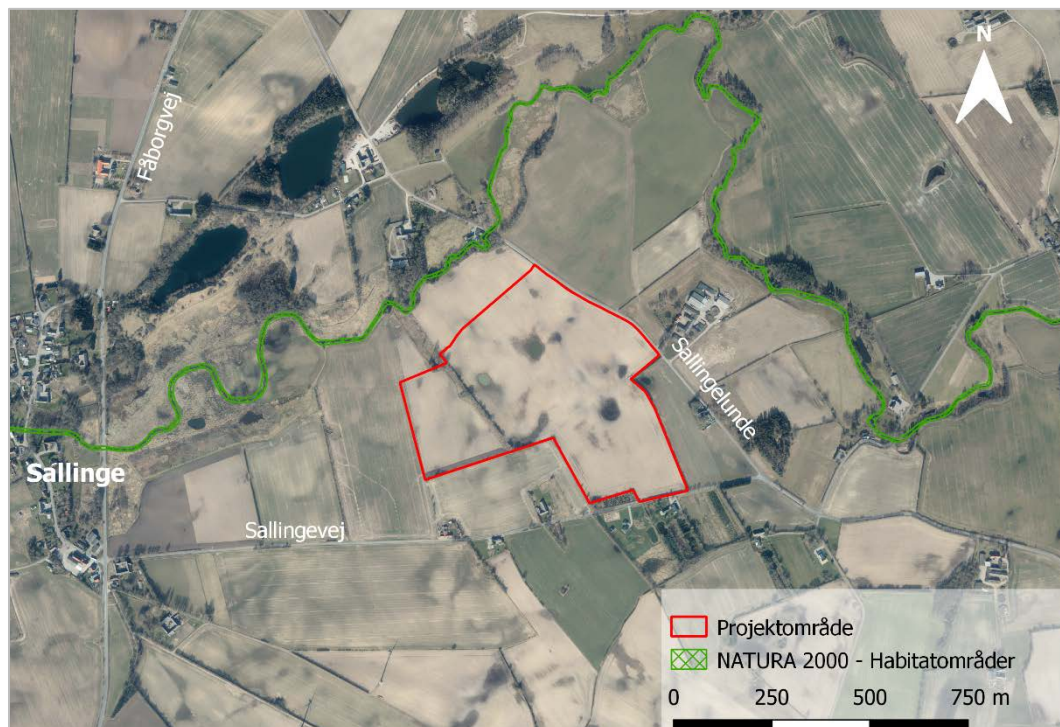 N
Fåborgvej
Sallingelunde
Sallinge
Sallingevej
Projektområde
NATURA 2000 - Habitatområder
0 250 500 750 m